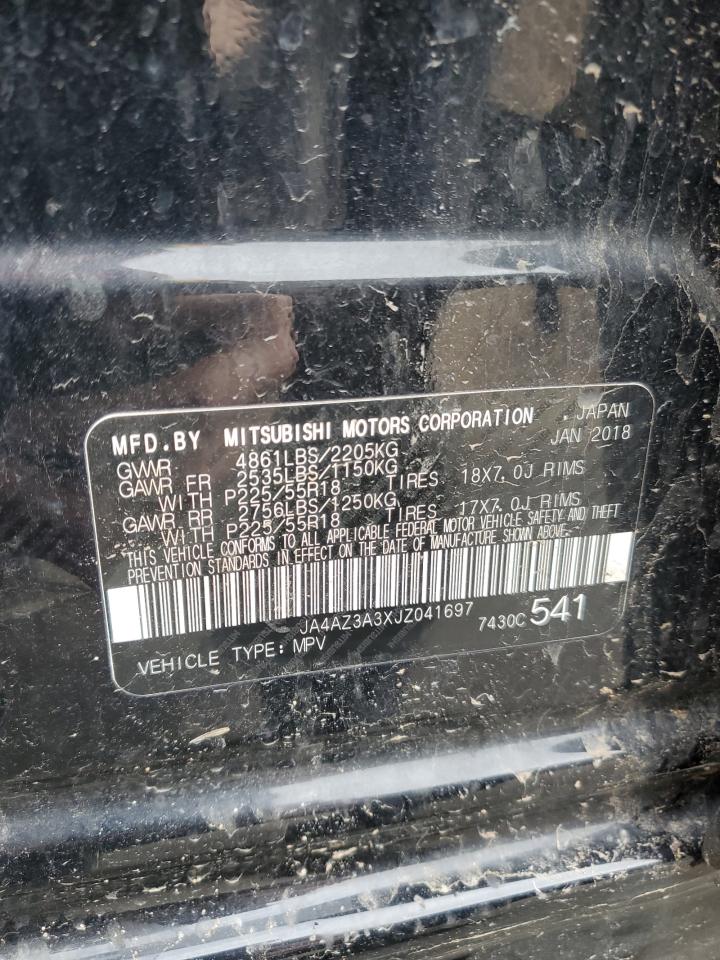 MFD.BY MITSUBISHI MOTORS CORPORATION JAPAN
GVWR 4861LBS/2205KG JAN 2018
GAWR FR 2535LBS/1150KG
WITH P225/55R18 TIRES 18X7.0J RIMS
GAWR RR 2756LBS/1250KG
WITH P225/55R18 TIRES 17X7.0J RIMS
THIS VEHICLE CONFORMS TO ALL APPLICABLE FEDERAL MOTOR VEHICLE SAFETY AND THEFT
PREVENTION STANDARDS IN EFFECT ON THE DATE OF MANUFACTURE SHOWN ABOVE
JA4AZ3A3XJZ041697 7430C 541
VEHICLE TYPE: MPV